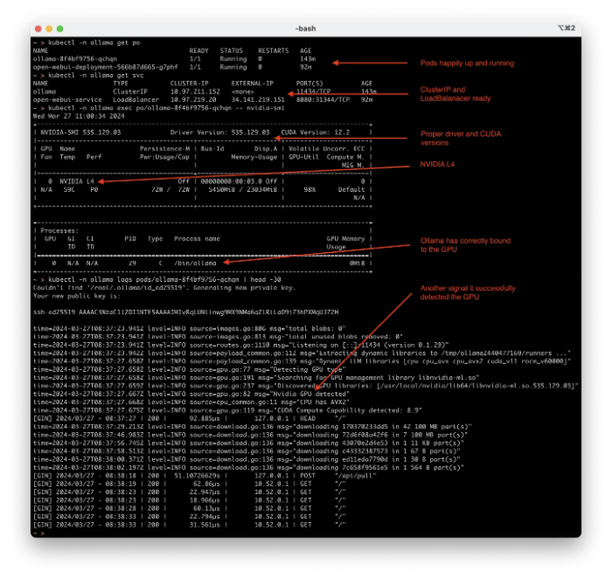 -bash
⌥⌘2
~ > kubectl -n ollama get po
NAME READY STATUS RESTARTS AGE
ollama-8f4bf9756-qchqn 1/1 Running 0 143m
open-webui-deployment-566b87d665-g7phf 1/1 Running 0 92m
Pods happily up and running
~ > kubectl -n ollama get svc
NAME TYPE CLUSTER-IP EXTERNAL-IP PORT(S) AGE
ollama ClusterIP 10.97.211.152 <none> 11434/TCP 143m
open-webui-service LoadBalancer 10.97.219.20 34.141.219.151 8080:31344/TCP 92m
ClusterIP and
LoadBalanacer ready
~ > kubectl -n ollama exec po/ollama-8f4bf9756-qchqn -- nvidia-smi
Wed Mar 27 11:00:34 2024
NVIDIA-SMI 535.129.03 Driver Version: 535.129.03 CUDA Version: 12.2
Proper driver and CUDA
versions
GPU Name Persistence-M | Bus-Id Disp.A | Volatile Uncorr. ECC
Fan Temp Perf Pwr:Usage/Cap | Memory-Usage | GPU-Util Compute M.
MIG M.
NVIDIA L4
0 NVIDIA L4 Off | 00000000:00:03.0 Off | 0
N/A 59C P0 72W / 72W | 5450MiB / 23034MiB | 98% Default
N/A
Processes:
GPU GI CI PID Type Process name GPU Memory
ID ID Usage
0 N/A N/A 29 C /bin/ollama 0MiB
Ollama has correctly bound
to the GPU
~ > kubectl -n ollama logs pods/ollama-8f4bf9756-qchqn | head -30
Couldn't find '/root/.ollama/id_ed25519'. Generating new private key.
Your new public key is:
Another signal it successfully
detected the GPU
ssh-ed25519
time=2024-03-27T08:37:23.941Z level=INFO source=images.go:806 msg="total blobs: 0"
time=2024-03-27T08:37:23.941Z level=INFO source=images.go:813 msg="total unused blobs removed: 0"
time=2024-03-27T08:37:23.941Z level=INFO source=routes.go:1110 msg="Listening on [::]:11434 (version 0.1.29)"
time=2024-03-27T08:37:23.942Z level=INFO source=payload_common.go:112 msg="Extracting dynamic libraries to /tmp/ollama2440477169/runners ..."
time=2024-03-27T08:37:27.658Z level=INFO source=payload_common.go:139 msg="Dynamic LLM libraries [cpu cpu_avx cpu_avx2 cuda_v11 rocm_v60000]"
time=2024-03-27T08:37:27.658Z level=INFO source=gpu.go:77 msg="Detecting GPU type"
time=2024-03-27T08:37:27.658Z level=INFO source=gpu.go:191 msg="Searching for GPU management library libnvidia-ml.so"
time=2024-03-27T08:37:27.659Z level=INFO source=gpu.go:237 msg="Discovered GPU libraries: [/usr/local/nvidia/lib64/libnvidia-ml.so.535.129.03]"
time=2024-03-27T08:37:27.667Z level=INFO source=gpu.go:82 msg="Nvidia GPU detected"
time=2024-03-27T08:37:27.668Z level=INFO source=cpu_common.go:11 msg="CPU has AVX2"
time=2024-03-27T08:37:27.675Z level=INFO source=gpu.go:119 msg="CUDA Compute Capability detected: 8.9"
[GIN] 2024/03/27 - 08:37:27 | 200 | 92.885µs | 127.0.0.1 | HEAD "/"
time=2024-03-27T08:37:29.213Z level=INFO source=download.go:136 msg="downloading 170370233dd5 in 42 100 MB part(s)"
time=2024-03-27T08:37:46.983Z level=INFO source=download.go:136 msg="downloading 72d6f08a42f6 in 7 100 MB part(s)"
time=2024-03-27T08:37:56.745Z level=INFO source=download.go:136 msg="downloading 43070e2d4e53 in 1 11 KB part(s)"
time=2024-03-27T08:37:58.513Z level=INFO source=download.go:136 msg="downloading c43332387573 in 1 67 B part(s)"
time=2024-03-27T08:38:00.371Z level=INFO source=download.go:136 msg="downloading ed11eda7790d in 1 30 B part(s)"
time=2024-03-27T08:38:02.197Z level=INFO source=download.go:136 msg="downloading 7c658f9561e5 in 1 564 B part(s)"
[GIN] 2024/03/27 - 08:38:18 | 200 | 51.10726629s | 127.0.0.1 | POST "/api/pull"
[GIN] 2024/03/27 - 08:38:19 | 200 | 62.86µs | 10.52.0.1 | GET "/"
[GIN] 2024/03/27 - 08:38:23 | 200 | 22.947µs | 10.52.0.1 | GET "/"
[GIN] 2024/03/27 - 08:38:23 | 200 | 18.966µs | 10.52.0.1 | GET "/"
[GIN] 2024/03/27 - 08:38:28 | 200 | 60.13µs | 10.52.0.1 | GET "/"
[GIN] 2024/03/27 - 08:38:33 | 200 | 22.794µs | 10.52.0.1 | GET "/"
[GIN] 2024/03/27 - 08:38:33 | 200 | 31.561µs | 10.52.0.1 | GET "/"
~ >